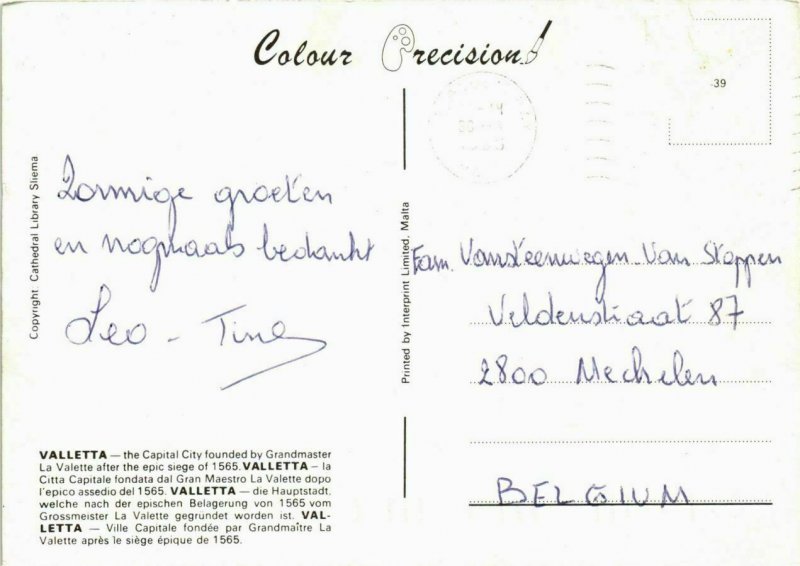 Colour Precision
39
Copyright Cathedral Library Sliema
Zonnige groeten
en nogmaals bedankt
Leo - Tine
Printed by Interprint Limited, Malta
Fam. Vansteenwegen Van Stappen
Veldenstraat 87
2800 Mechelen
BELGIUM
VALLETTA — the Capital City founded by Grandmaster
La Valette after the epic siege of 1565. VALLETTA – la
Citta Capitale fondata dal Gran Maestro La Valette dopo
l'epico assedio del 1565. VALLETTA — die Hauptstadt,
welche nach der epischen Belagerung von 1565 vom
Grossmeister La Valette gegrundet worden ist. VAL-
LETTA — Ville Capitale fondée par Grandmaître La
Valette après le siège épique de 1565.